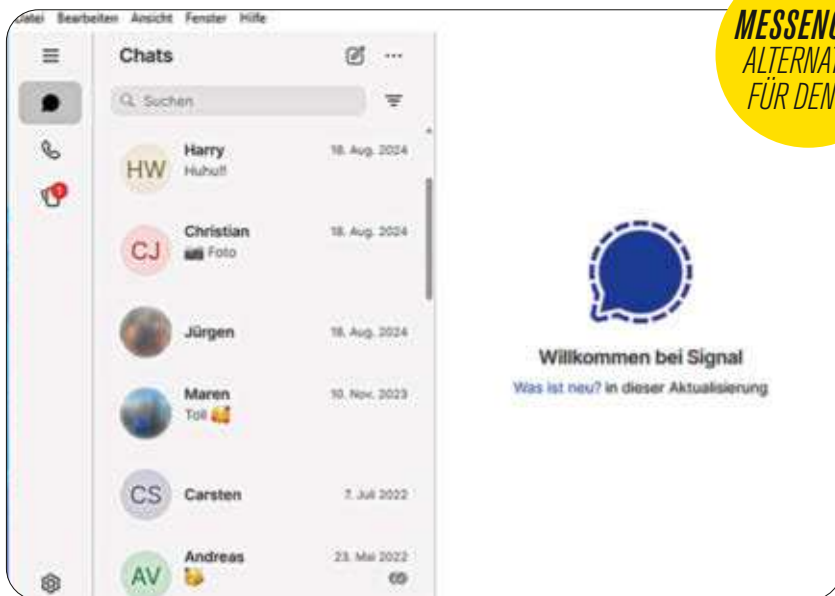 Datei Bearbeiten Ansicht Fenster Hilfe
MESSENG
ALTERNAT
FÜR DEN
Chats
Suchen
HW
Harry
18. Aug. 2024
Huhu!!
1
CJ
Christian
18. Aug. 2024
Foto
Jürgen
18. Aug. 2024
Maren
10. Nov. 2023
Toll
CS
Carsten
7. Juli 2022
AV
Andreas
23. Mai 2022
Willkommen bei Signal
Was ist neu? in dieser Aktualisierung